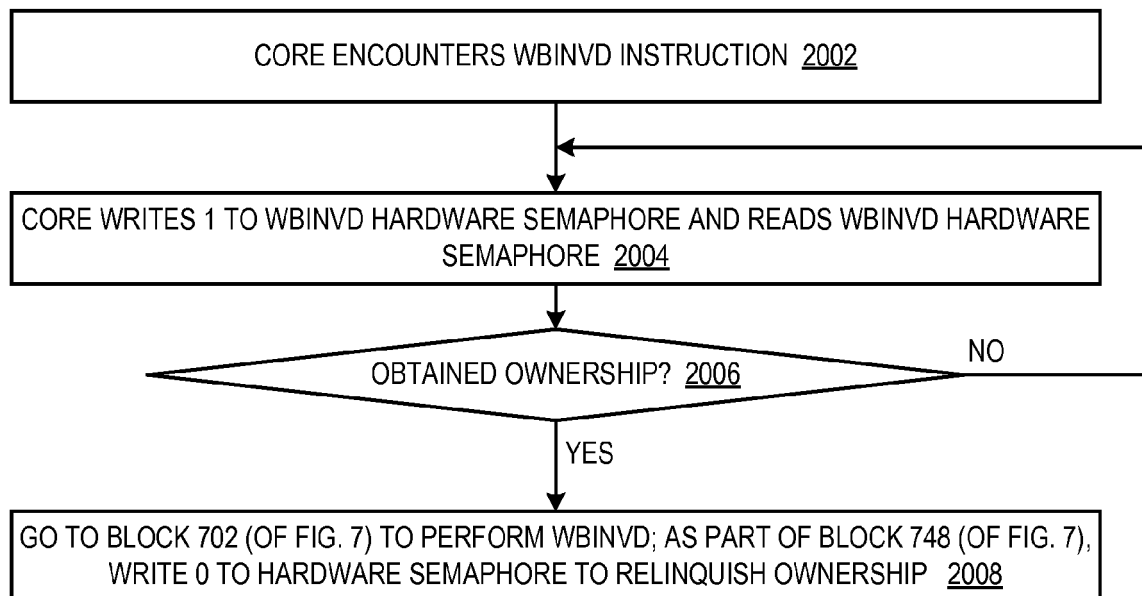 CORE ENCOUNTERS WBINVD INSTRUCTION 2002
CORE WRITES 1 TO WBINVD HARDWARE SEMAPHORE AND READS WBINVD HARDWARE
SEMAPHORE 2004
OBTAINED OWNERSHIP? 2006
NO
YES
GO TO BLOCK 702 (OF FIG. 7) TO PERFORM WBINVD; AS PART OF BLOCK 748 (OF FIG. 7),
WRITE 0 TO HARDWARE SEMAPHORE TO RELINQUISH OWNERSHIP 2008